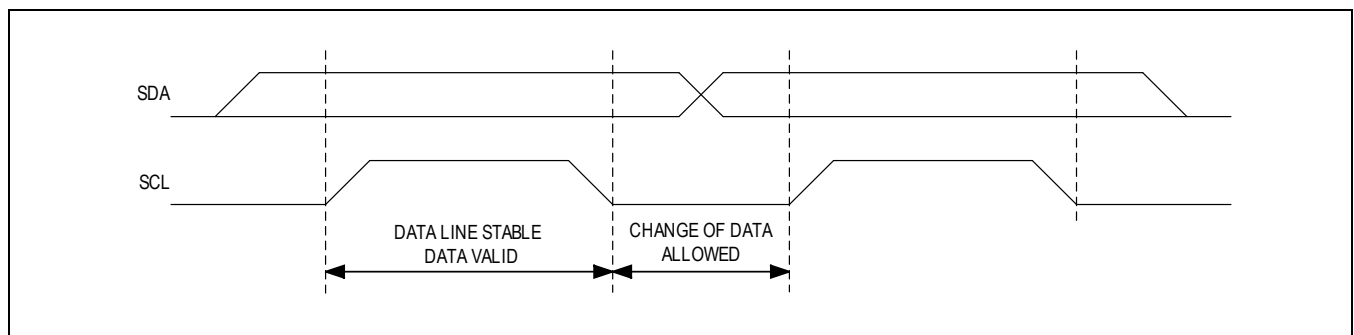 SDA
SCL
DATA LINE STABLE
DATA VALID
CHANGE OF DATA
ALLOWED